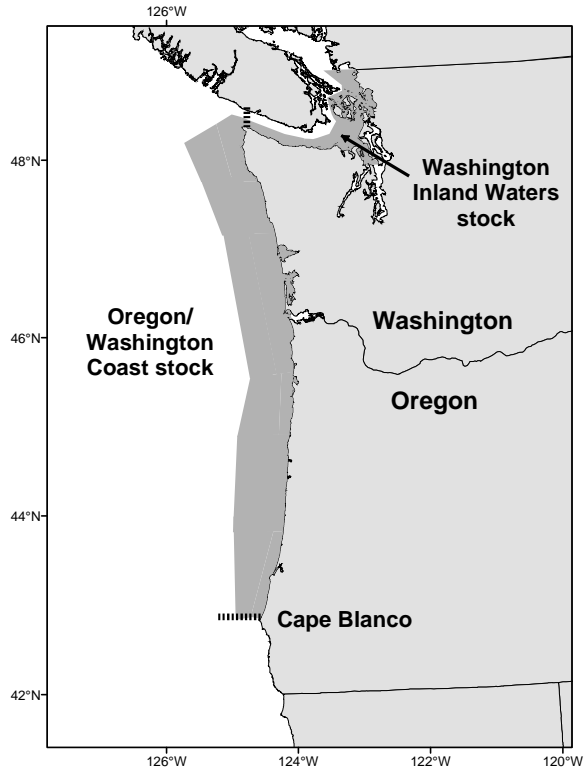 126°W
48°N
Washington
Inland Waters
stock
Oregon/
Washington
Coast stock
Washington
46°N
Oregon
44°N
Cape Blanco
42°N
126°W
124°W
122°W
120°W